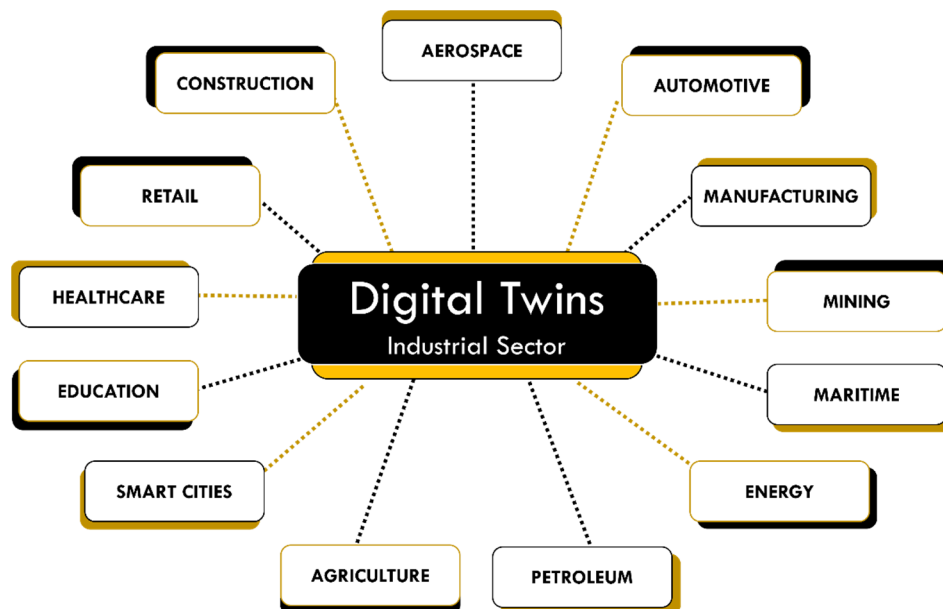 AEROSPACE
CONSTRUCTION
AUTOMOTIVE
RETAIL
MANUFACTURING
HEALTHCARE
Digital Twins
Industrial Sector
MINING
EDUCATION
MARITIME
SMART CITIES
ENERGY
AGRICULTURE
PETROLEUM